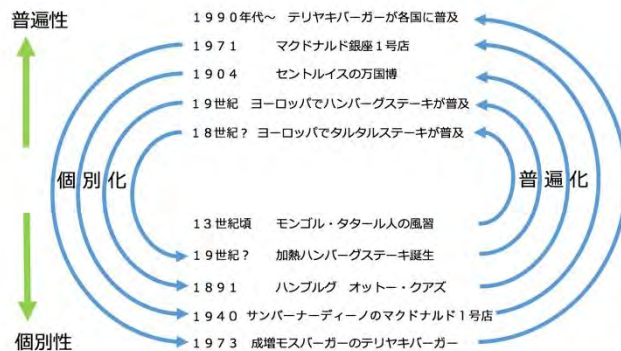 普遍性
1990年代～ テリヤキバーガーが各国に普及
1971 マクドナルド銀座1号店
1904 セントルイスの万国博
19世紀 ヨーロッパでハンバーグステーキが普及
18世紀？ ヨーロッパでタルタルステーキが普及
個別化
普遍化
13世紀頃 モンゴル・タタール人の風習
19世紀？ 加熱ハンバーグステーキ誕生
1891 ハンブルグ オットー・クアズ
1940 サンバーナーディーノのマクドナルド1号店
1973 成増モスバーガーのテリヤキバーガー
個別性